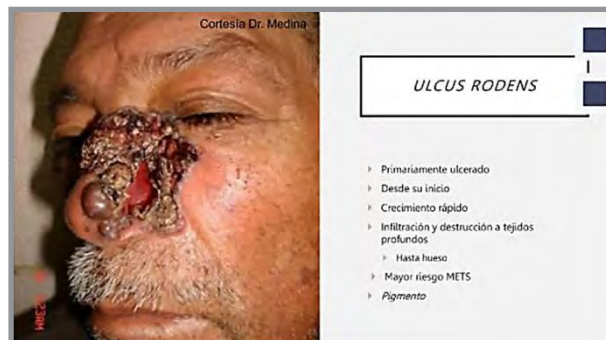 Cortesía Dr. Medina
ULCUS RODENS
Primariamente ulcerado
Desde su inicio
Crecimiento rápido
Infiltración y destrucción a tejidos
profundos
Hasta hueso
Mayor riesgo METS
Pigmento